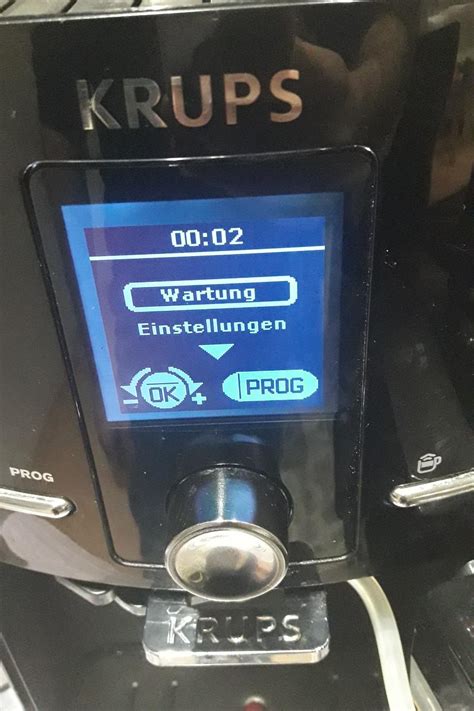 KRUPS
00:02
Wartung
Einstellungen
- OK + PROG
PROG
KRUPS